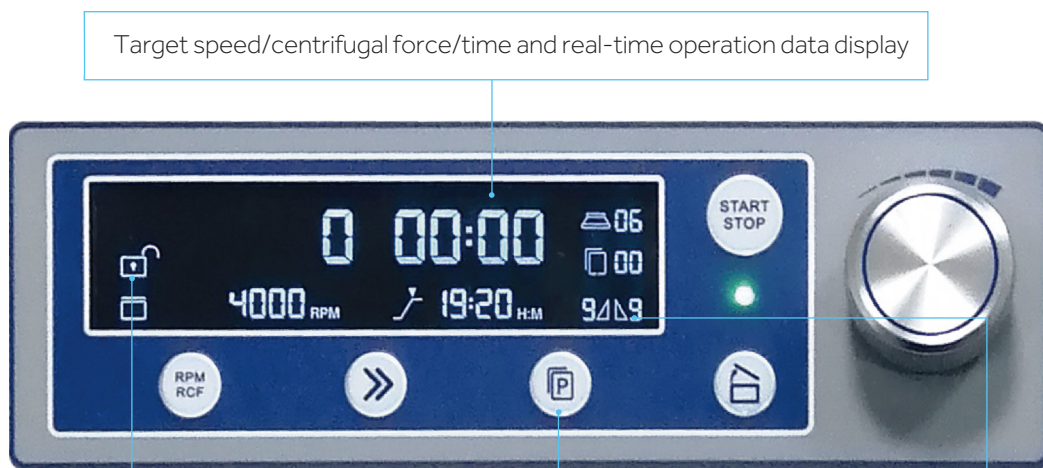 Target speed/centrifugal force/time and real-time operation data display
0 00:00 06
00
4000 RPM 19:20 H:M 9 9
START
STOP
RPM
RCF
P